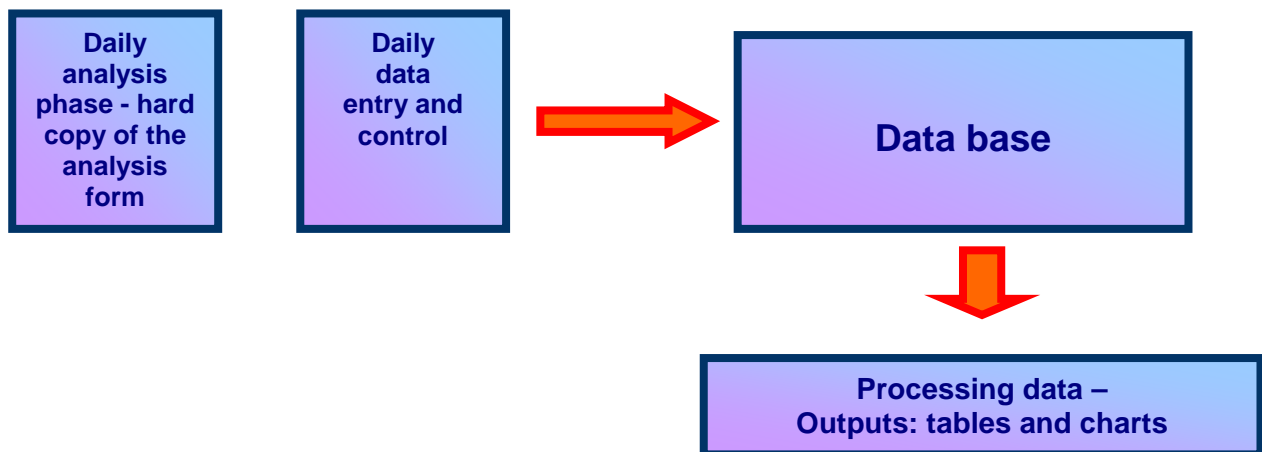 Daily
analysis
phase - hard
copy of the
analysis
form
Daily
data
entry and
control
Data base
Processing data –
Outputs: tables and charts